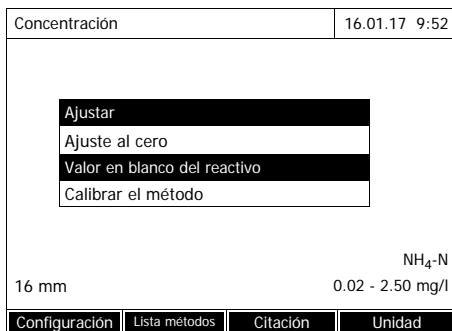 Concentración 16.01.17 9:52
Ajustar
Ajuste al cero
Valor en blanco del reactivo
Calibrar el método
NH₄-N
16 mm 0.02 - 2.50 mg/l
Configuración Lista métodos Citación Unidad